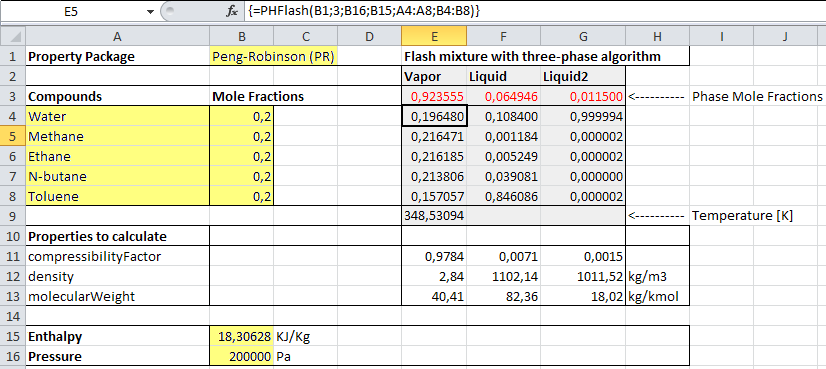 E5 fx {=PHFlash(B1;3;B16;B15;A4:A8;B4:B8)}
A B C D E F G H I J
1 Property Package Peng-Robinson (PR) Flash mixture with three-phase algorithm
2 Vapor Liquid Liquid2
3 Compounds Mole Fractions 0,923555 0,064946 0,011500 <---------- Phase Mole Fractions
4 Water 0,2 0,196480 0,108400 0,999994
5 Methane 0,2 0,216471 0,001184 0,000002
6 Ethane 0,2 0,216185 0,005249 0,000002
7 N-butane 0,2 0,213806 0,039081 0,000000
8 Toluene 0,2 0,157057 0,846086 0,000002
9 348,53094 <---------- Temperature [K]
10 Properties to calculate
11 compressibilityFactor 0,9784 0,0071 0,0015
12 density 2,84 1102,14 1011,52 kg/m3
13 molecularWeight 40,41 82,36 18,02 kg/kmol
14
15 Enthalpy 18,30628 KJ/Kg
16 Pressure 200000 Pa